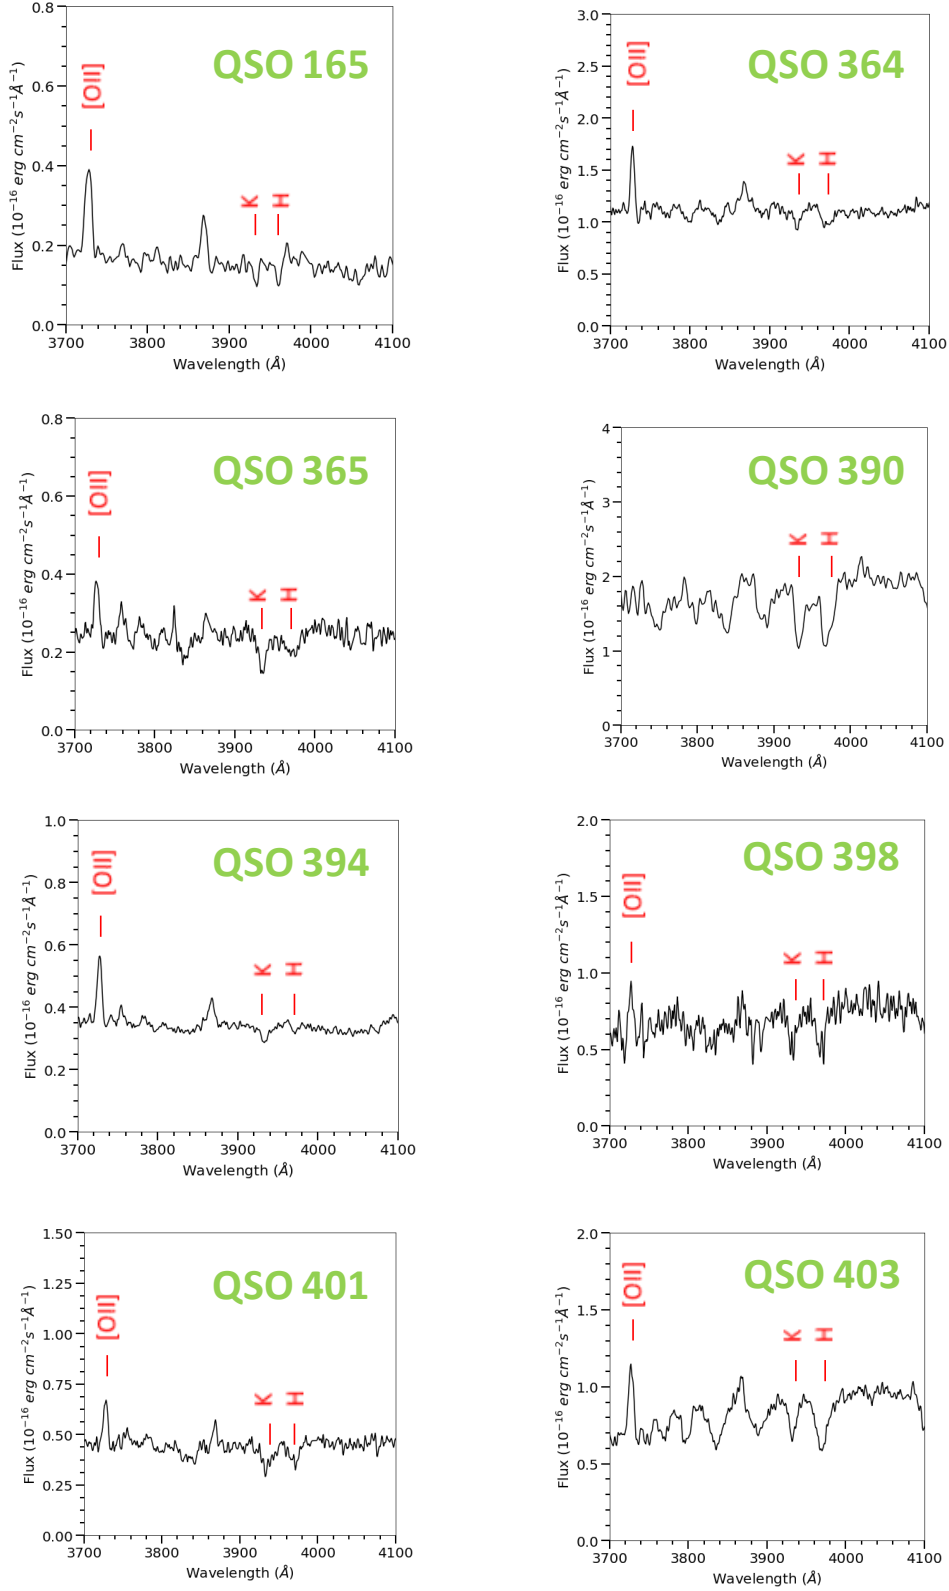 QSO 165
[OII]
K H
0.8
0.6
0.4
0.2
0.0
3700 3800 3900 4000 4100
Flux (10⁻¹⁶ erg cm⁻²s⁻¹Å⁻¹)
Wavelength (Å)
QSO 364
[OII]
K H
3.0
2.5
2.0
1.5
1.0
0.5
0.0
3700 3800 3900 4000 4100
Flux (10⁻¹⁶ erg cm⁻²s⁻¹Å⁻¹)
Wavelength (Å)
QSO 365
[OII]
K H
0.8
0.6
0.4
0.2
0.0
3700 3800 3900 4000 4100
Flux (10⁻¹⁶ erg cm⁻²s⁻¹Å⁻¹)
Wavelength (Å)
QSO 390
K H
4
3
2
1
0
3700 3800 3900 4000 4100
Flux (10⁻¹⁶ erg cm⁻²s⁻¹Å⁻¹)
Wavelength (Å)
QSO 394
[OII]
K H
1.0
0.8
0.6
0.4
0.2
0.0
3700 3800 3900 4000 4100
Flux (10⁻¹⁶ erg cm⁻²s⁻¹Å⁻¹)
Wavelength (Å)
QSO 398
[OII]
K H
2.0
1.5
1.0
0.5
0.0
3700 3800 3900 4000 4100
Flux (10⁻¹⁶ erg cm⁻²s⁻¹Å⁻¹)
Wavelength (Å)
QSO 401
[OII]
K H
1.50
1.25
1.00
0.75
0.50
0.25
0.00
3700 3800 3900 4000 4100
Flux (10⁻¹⁶ erg cm⁻²s⁻¹Å⁻¹)
Wavelength (Å)
QSO 403
[OII]
K H
2.0
1.5
1.0
0.5
0.0
3700 3800 3900 4000 4100
Flux (10⁻¹⁶ erg cm⁻²s⁻¹Å⁻¹)
Wavelength (Å)